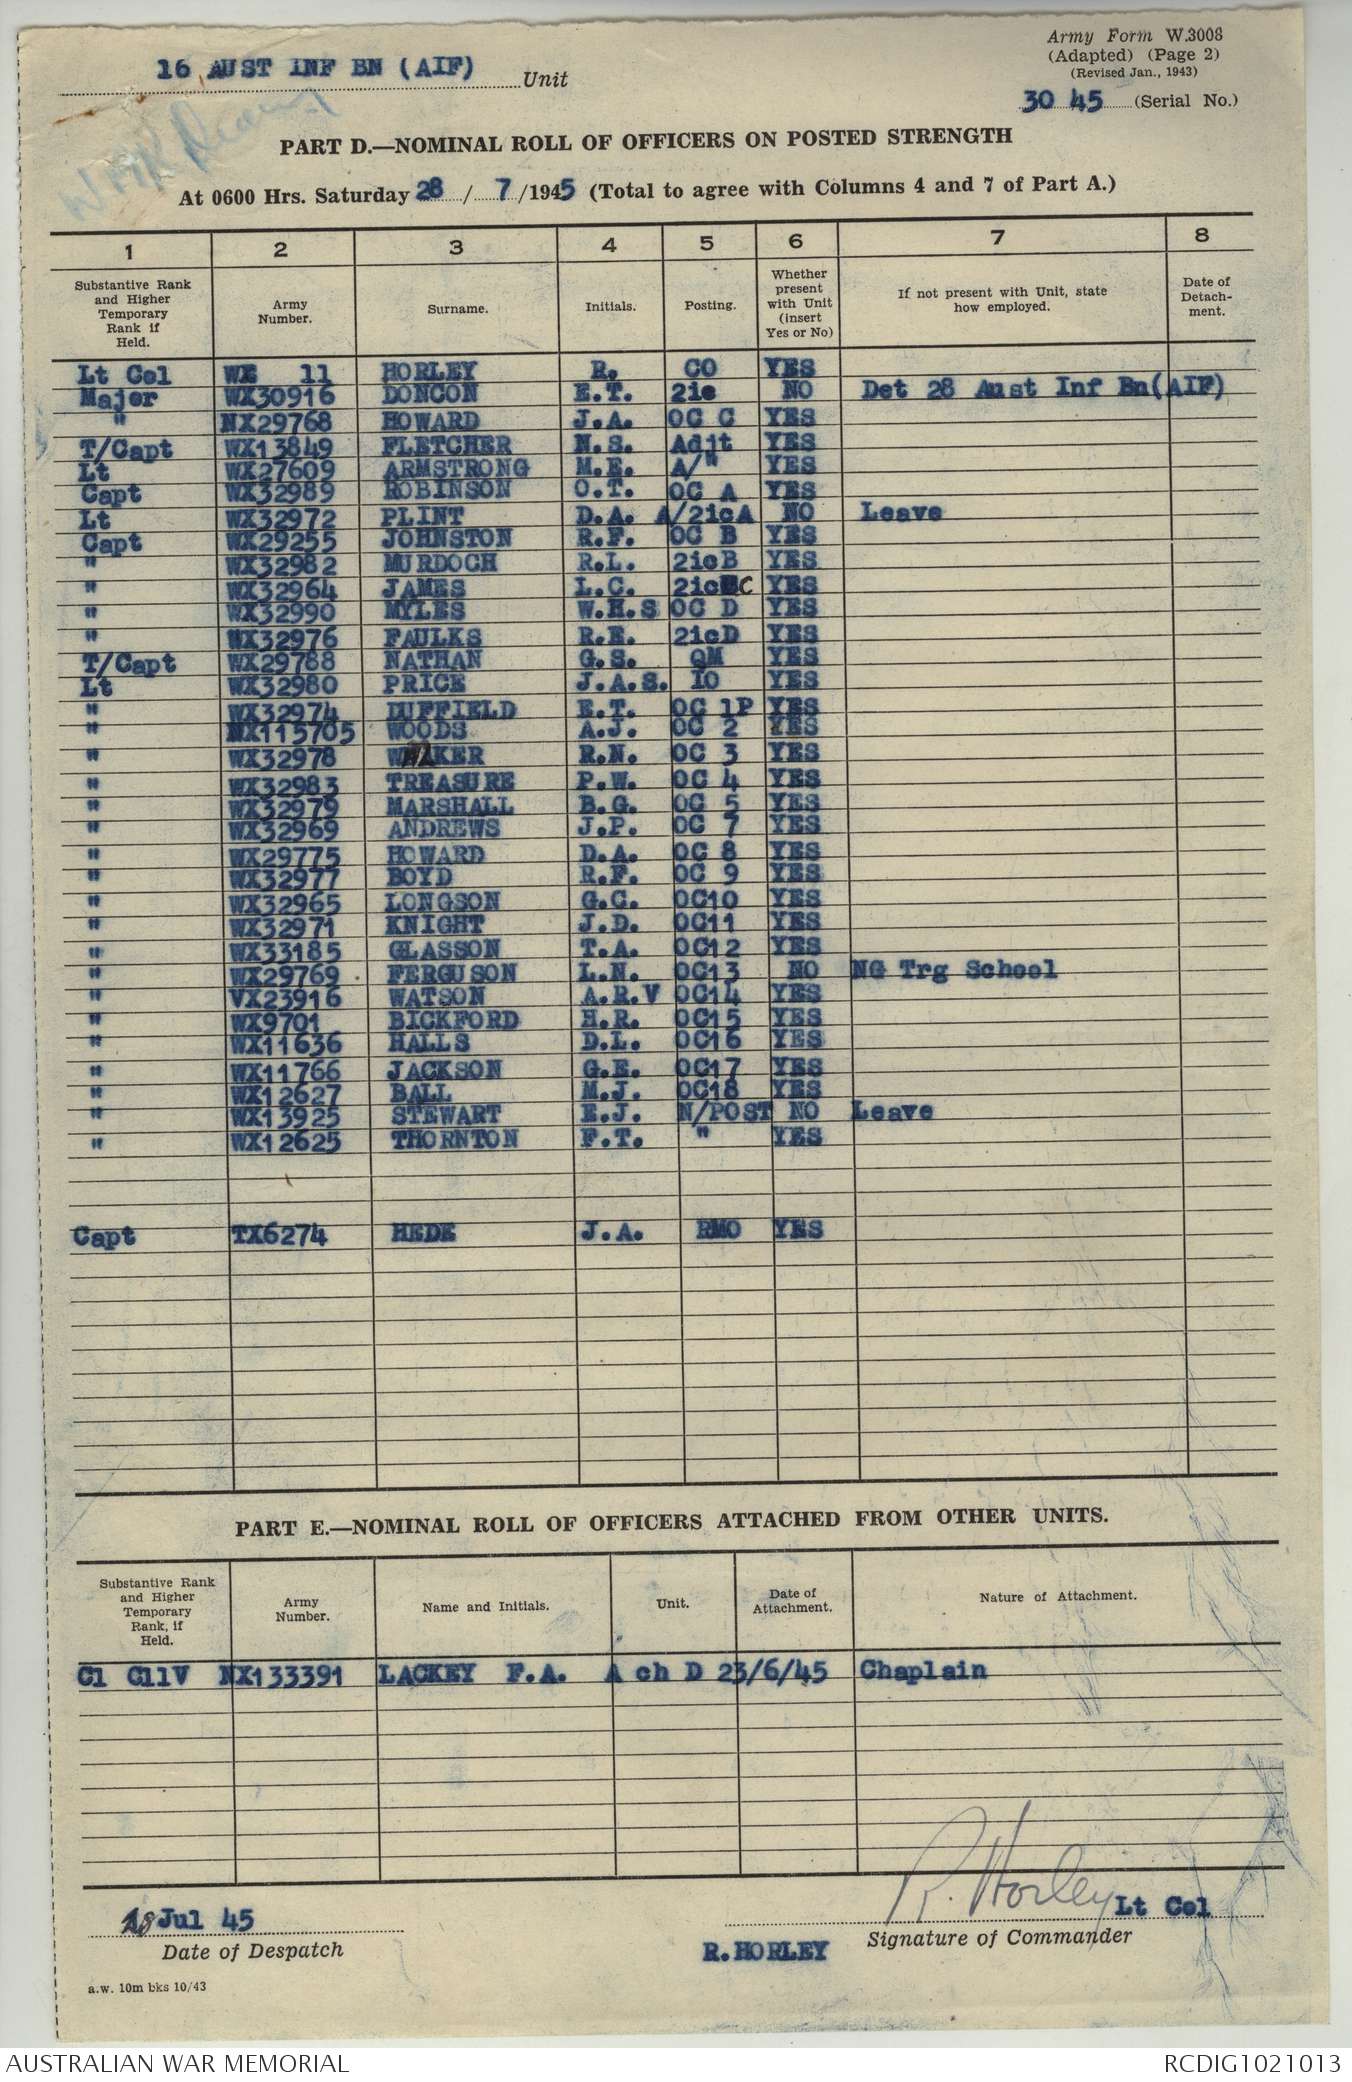 Army Form W.3008
(Adapted) (Page 2)
(Revised Jan., 1943)
16 AUST INF BN (AIF) Unit
30 45 (Serial No.)
PART D.—NOMINAL ROLL OF OFFICERS ON POSTED STRENGTH
At 0600 Hrs. Saturday 28 / 7 /1945 (Total to agree with Columns 4 and 7 of Part A.)
1 2 3 4 5 6 7 8
Substantive Rank and Higher Temporary Rank if Held. Army Number. Surname. Initials. Posting. Whether present with Unit (insert Yes or No) If not present with Unit, state how employed. Date of Detach-ment.
Lt Col WX 11 HORLEY R. CO YES
Major WX30916 DONCON E.T. 2ic NO Det 28 Aust Inf Bn(AIF)
" NX29768 HOWARD J.A. OC C YES
T/Capt WX13849 FLETCHER N.S. Adjt YES
Lt WX27609 ARMSTRONG M.E. A/" YES
Capt WX32989 ROBINSON O.T. OC A YES
Lt WX32972 PLINT D.A. A/2icA NO Leave
Capt WX29255 JOHNSTON R.F. OC B YES
" WX32982 MURDOCH R.L. 2icB YES
" WX32964 JAMES L.C. 2icC YES
" WX32990 MYLES W.H.S OC D YES
" WX32976 FAULKS R.E. 2icD YES
T/Capt WX29788 NATHAN G.S. QM YES
Lt WX32980 PRICE J.A.S. IO YES
" WX32974 DUFFIELD E.T. OC 1P YES
" NX115705 WOODS A.J. OC 2 YES
" WX32978 WALKER R.N. OC 3 YES
" WX32983 TREASURE P.W. OC 4 YES
" WX32979 MARSHALL B.G. OC 5 YES
" WX32969 ANDREWS J.P. OC 7 YES
" WX29775 HOWARD D.A. OC 8 YES
" WX32977 BOYD R.F. OC 9 YES
" WX32965 LONGSON G.C. OC10 YES
" WX32971 KNIGHT J.D. OC11 YES
" WX33185 GLASSON T.A. OC12 YES
" WX29769 FERGUSON L.N. OC13 NO NG Trg School
" VX23916 WATSON A.R.V OC14 YES
" WX9701 BICKFORD H.R. OC15 YES
" WX11636 HALLS D.L. OC16 YES
" WX11766 JACKSON G.E. OC17 YES
" WX12627 BALL M.J. OC18 YES
" WX13925 STEWART E.J. N/POST NO Leave
" WX12625 THORNTON F.T. " YES
Capt TX6274 HEDE J.A. RMO YES
PART E.—NOMINAL ROLL OF OFFICERS ATTACHED FROM OTHER UNITS.
Substantive Rank and Higher Temporary Rank, if Held. Army Number. Name and Initials. Unit. Date of Attachment. Nature of Attachment.
Cl CllV NX133391 LACKEY F.A. A ch D 23/6/45 Chaplain
R. Horley Lt Col
28 Jul 45
Date of Despatch
R.HORLEY Signature of Commander
a.w. 10m bks 10/43
AUSTRALIAN WAR MEMORIAL RCDIG1021013